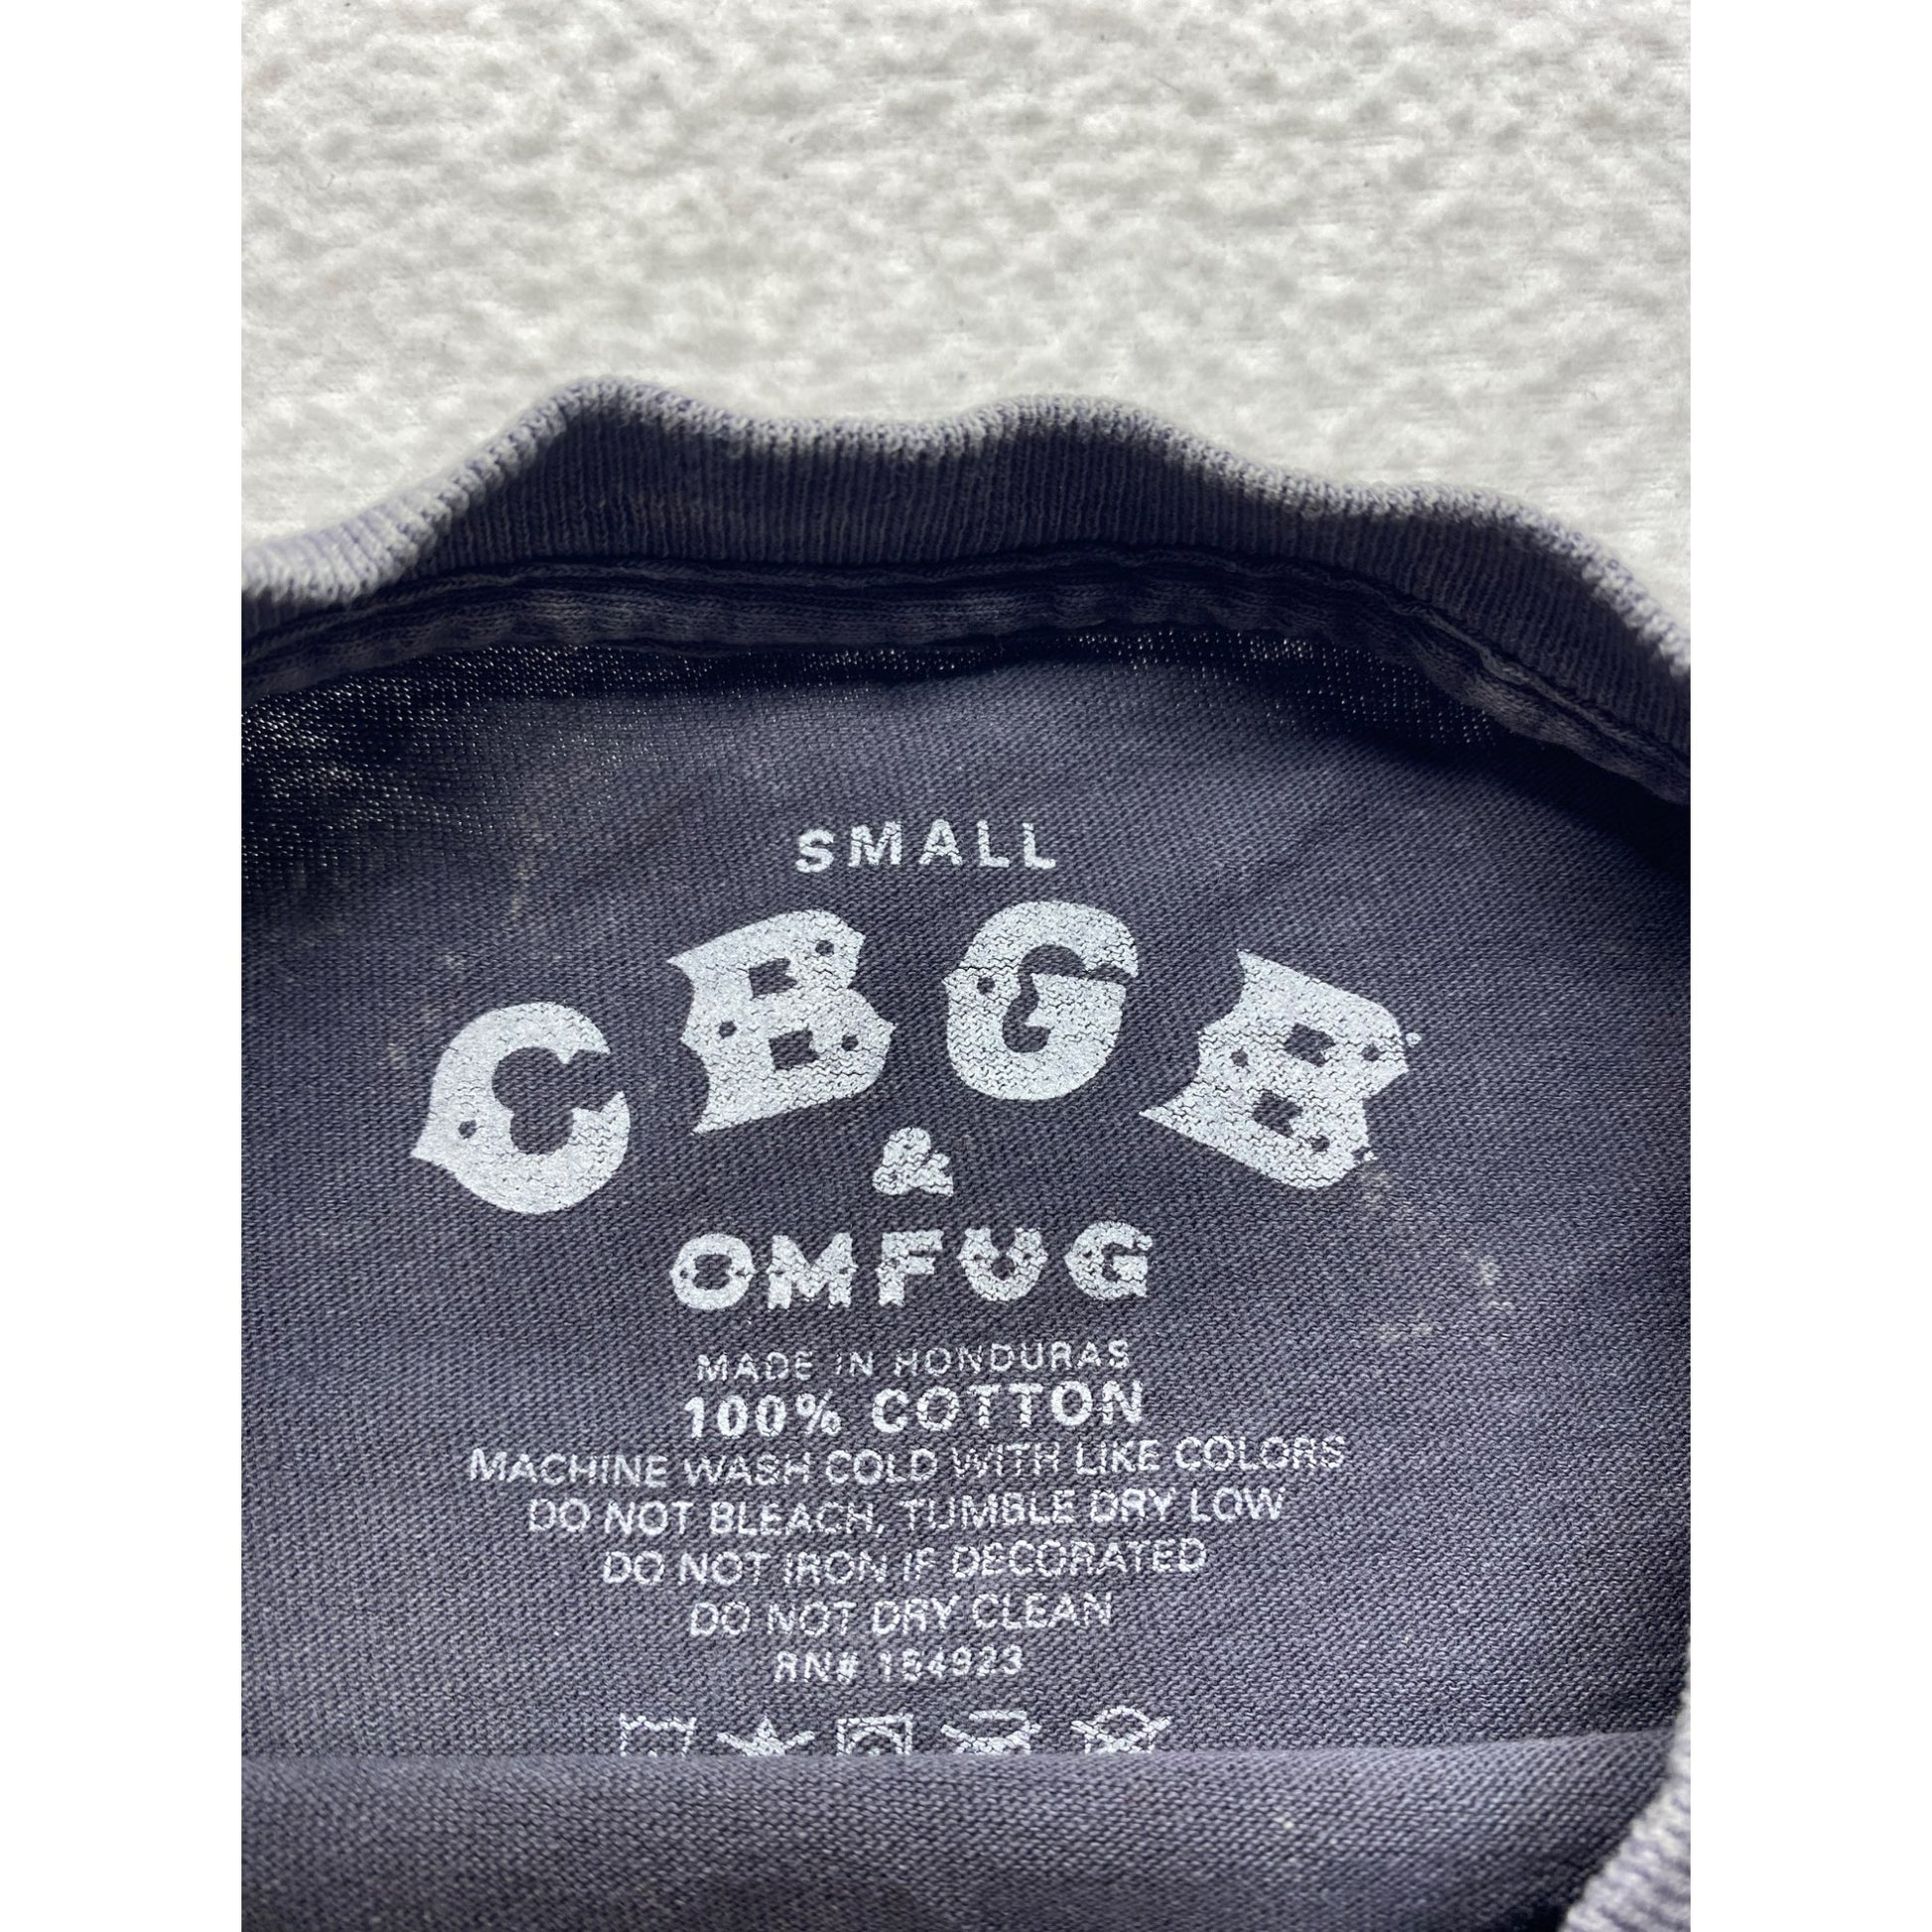 SMALL
CBGB
&
OMFUG
MADE IN HONDURAS
100% COTTON
MACHINE WASH COLD WITH LIKE COLORS
DO NOT BLEACH, TUMBLE DRY LOW
DO NOT IRON IF DECORATED
DO NOT DRY CLEAN
RN# 154923